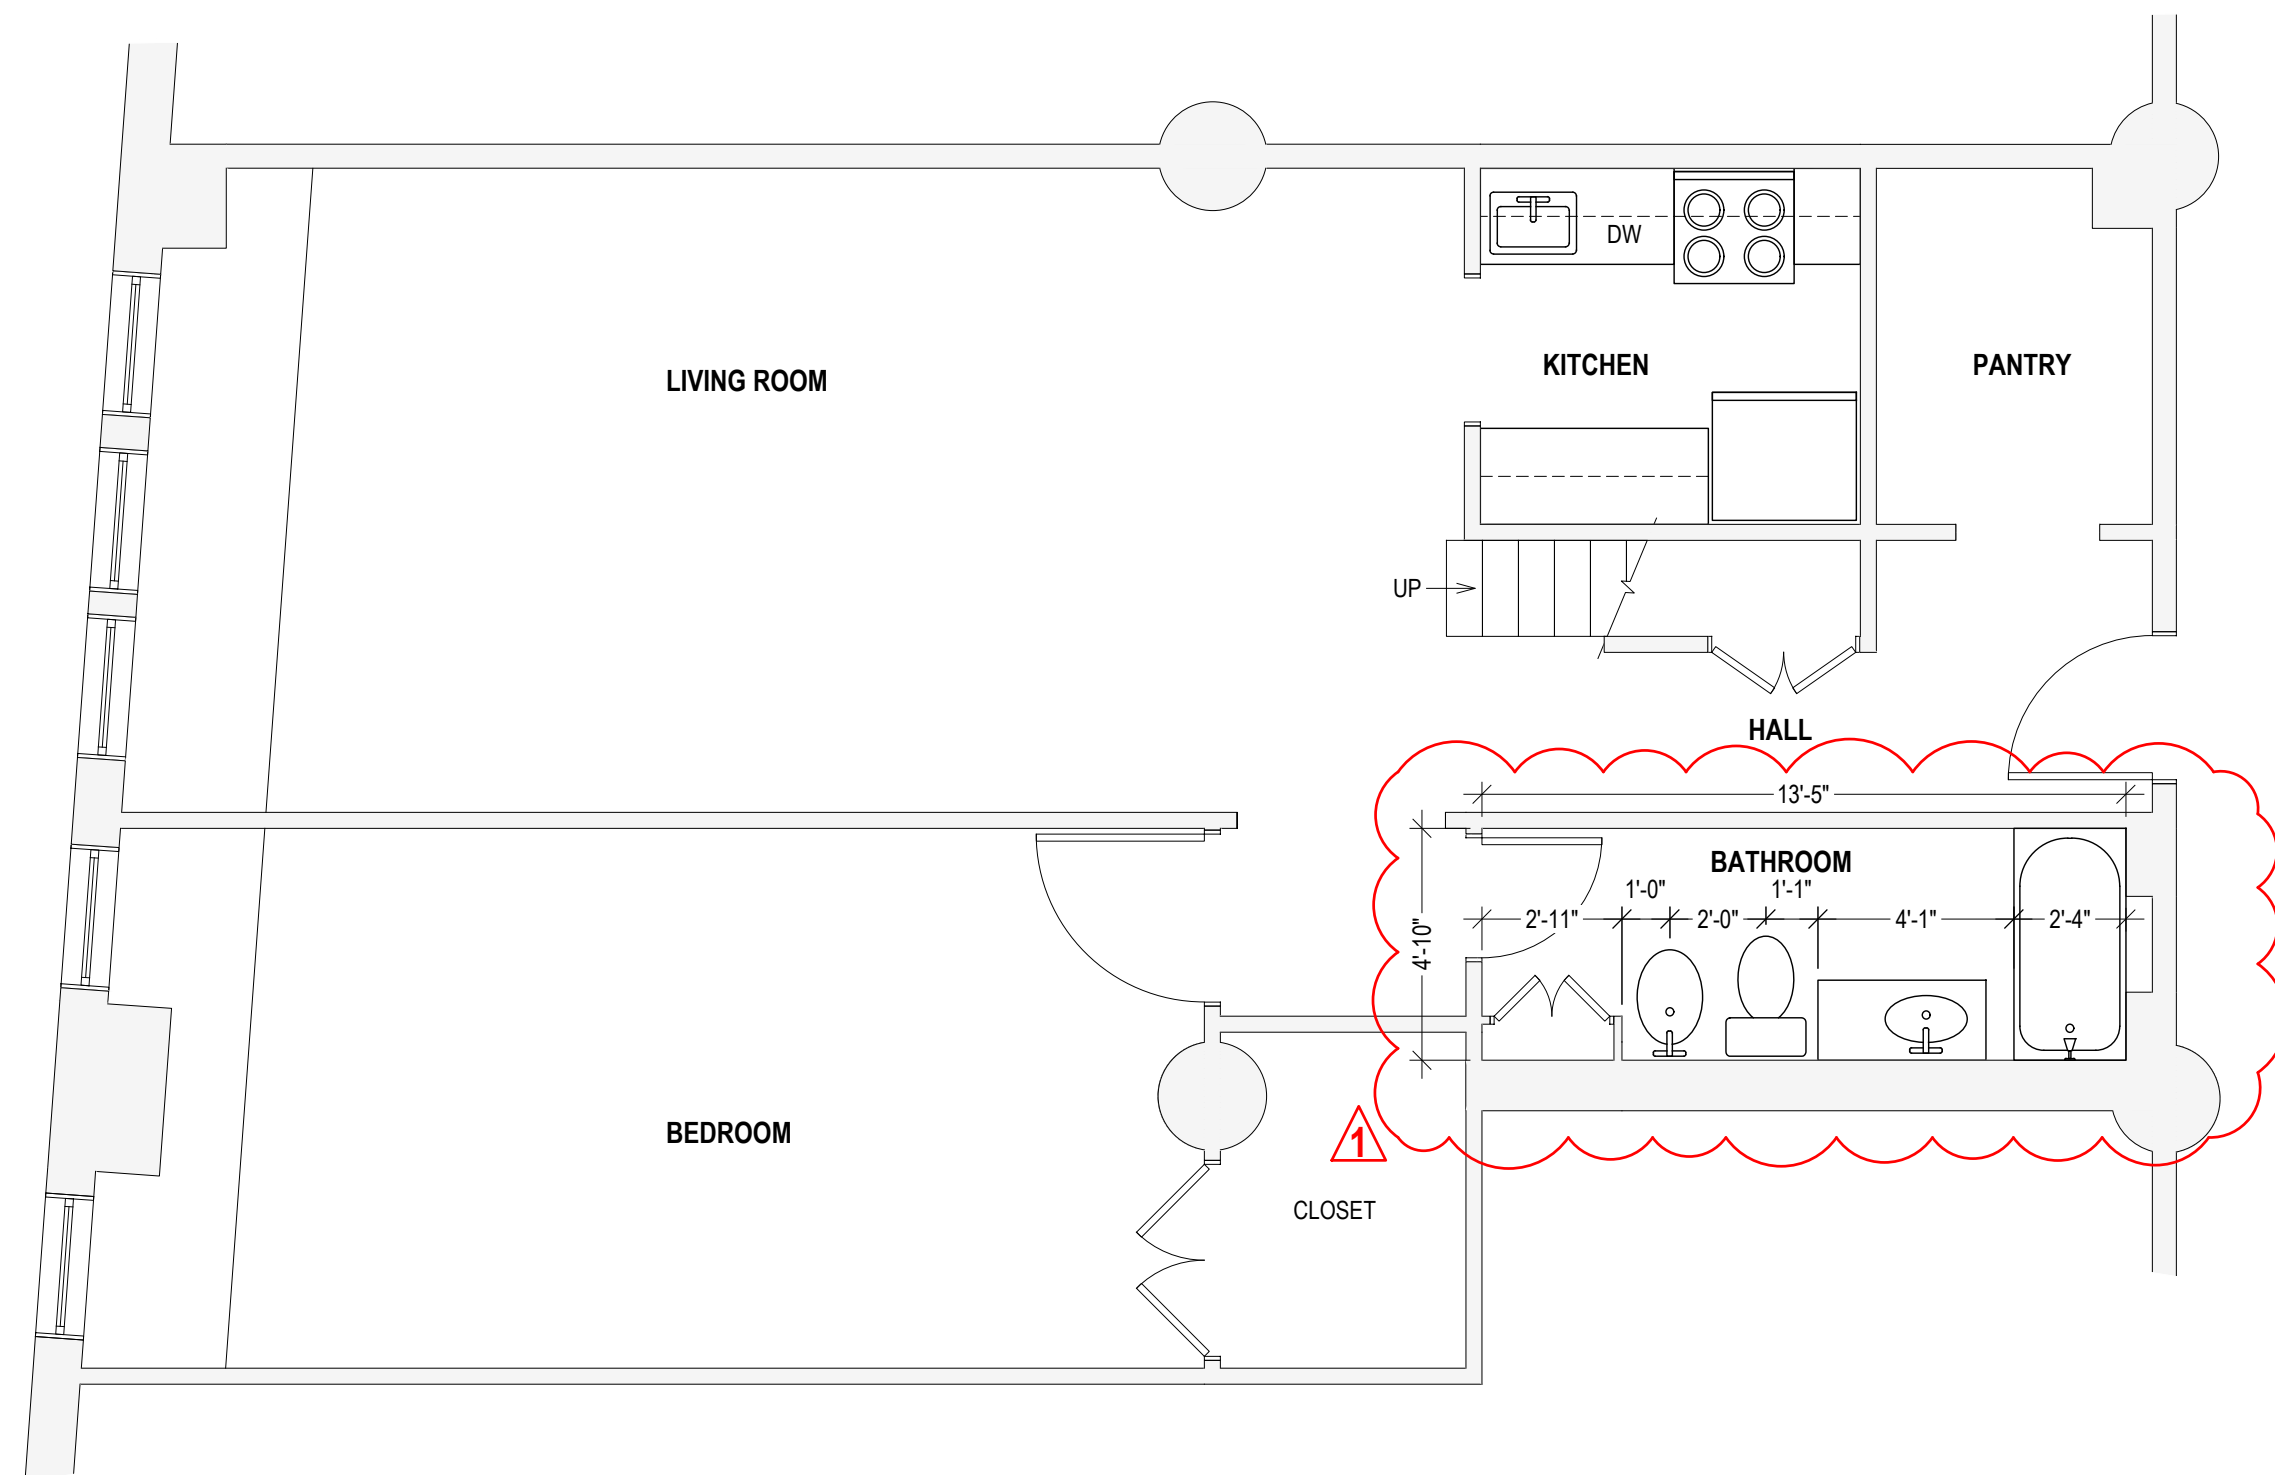 DW
LIVING ROOM
KITCHEN
PANTRY
UP
HALL
13'-5"
BATHROOM
1'-0"
1'-1"
2'-11"
2'-0"
4'-1"
2'-4"
4'-10"
BEDROOM
1
CLOSET